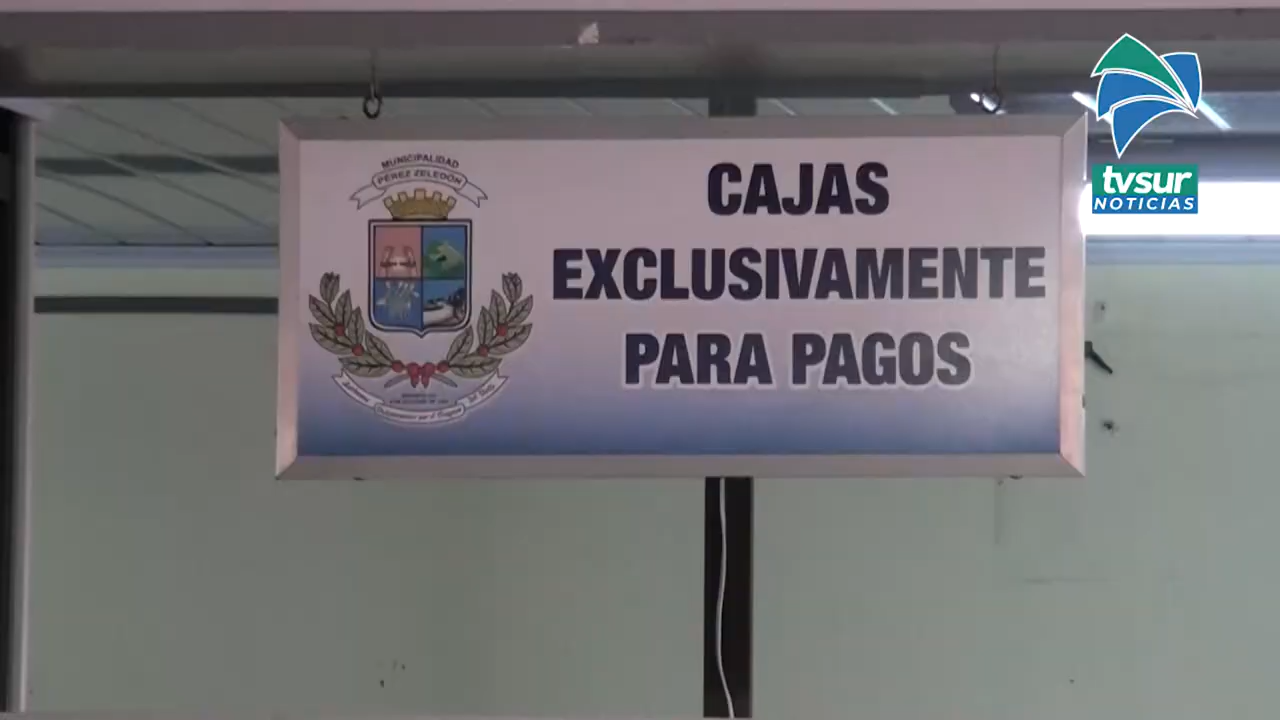 MUNICIPALIDAD
PÉREZ ZELEDÓN
CAJAS
EXCLUSIVAMENTE
PARA PAGOS
tvsur
NOTICIAS